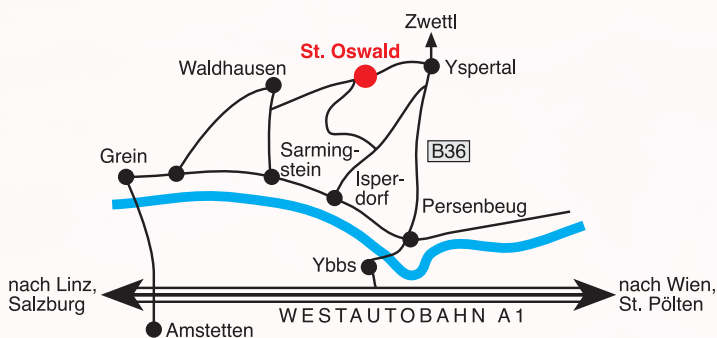 Zwettl
St. Oswald
Waldhausen
Yspertal
B36
Grein
Sarming-
stein
Isper-
dorf
Persenbeug
Ybbs
nach Linz,
Salzburg
nach Wien,
St. Pölten
WESTAUTOBAHN A1
Amstetten